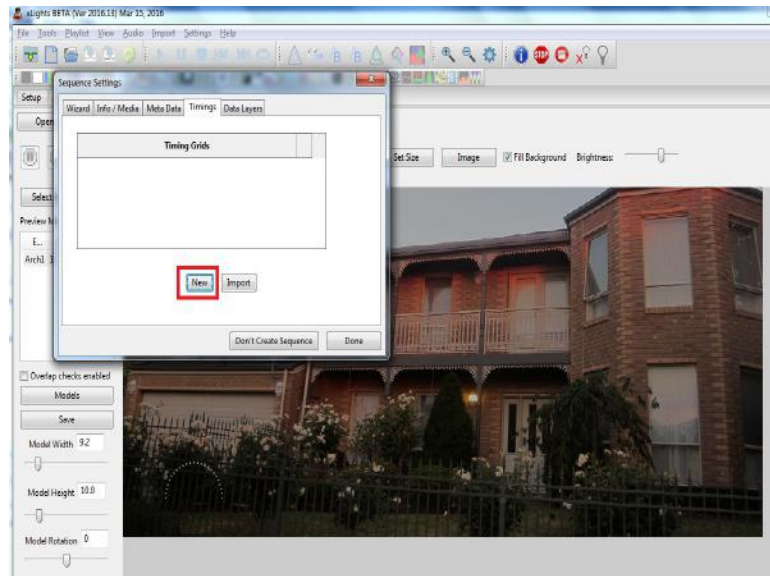 xLights BETA (Ver 2016.13) Mar 15, 2016
File Tools Playlist View Audio Import Settings Help
STOP
Sequence Settings
Setup
Wizard Info / Media Meta Data Timings Data Layers
Open
Timing Grids
Set Size Image Fill Background Brightness:
Select
Preview
E...
Arch1
New Import
Don't Create Sequence Done
Overlap checks enabled
Models
Save
Model Width 9.2
Model Height 10.0
Model Rotation 0